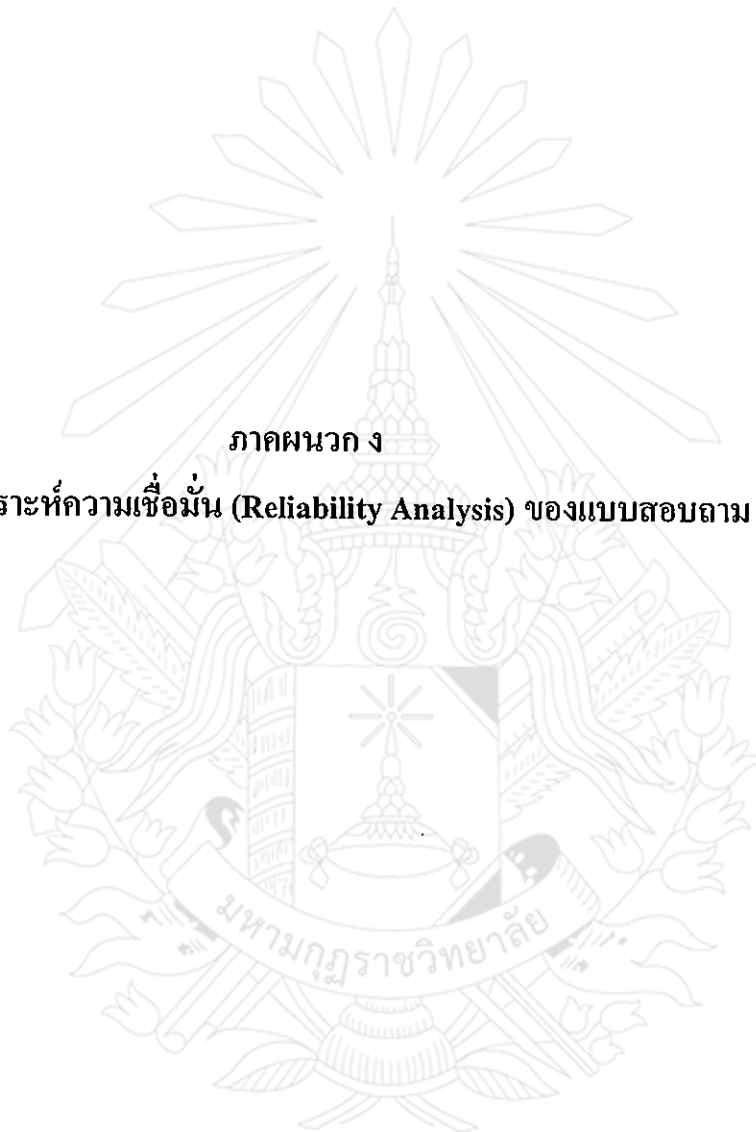 ภาคผนวก ง
ราะห์ความเชื่อมั่น (Reliability Analysis) ของแบบสอบถาม
มหามกุฏราชวิทยาลัย